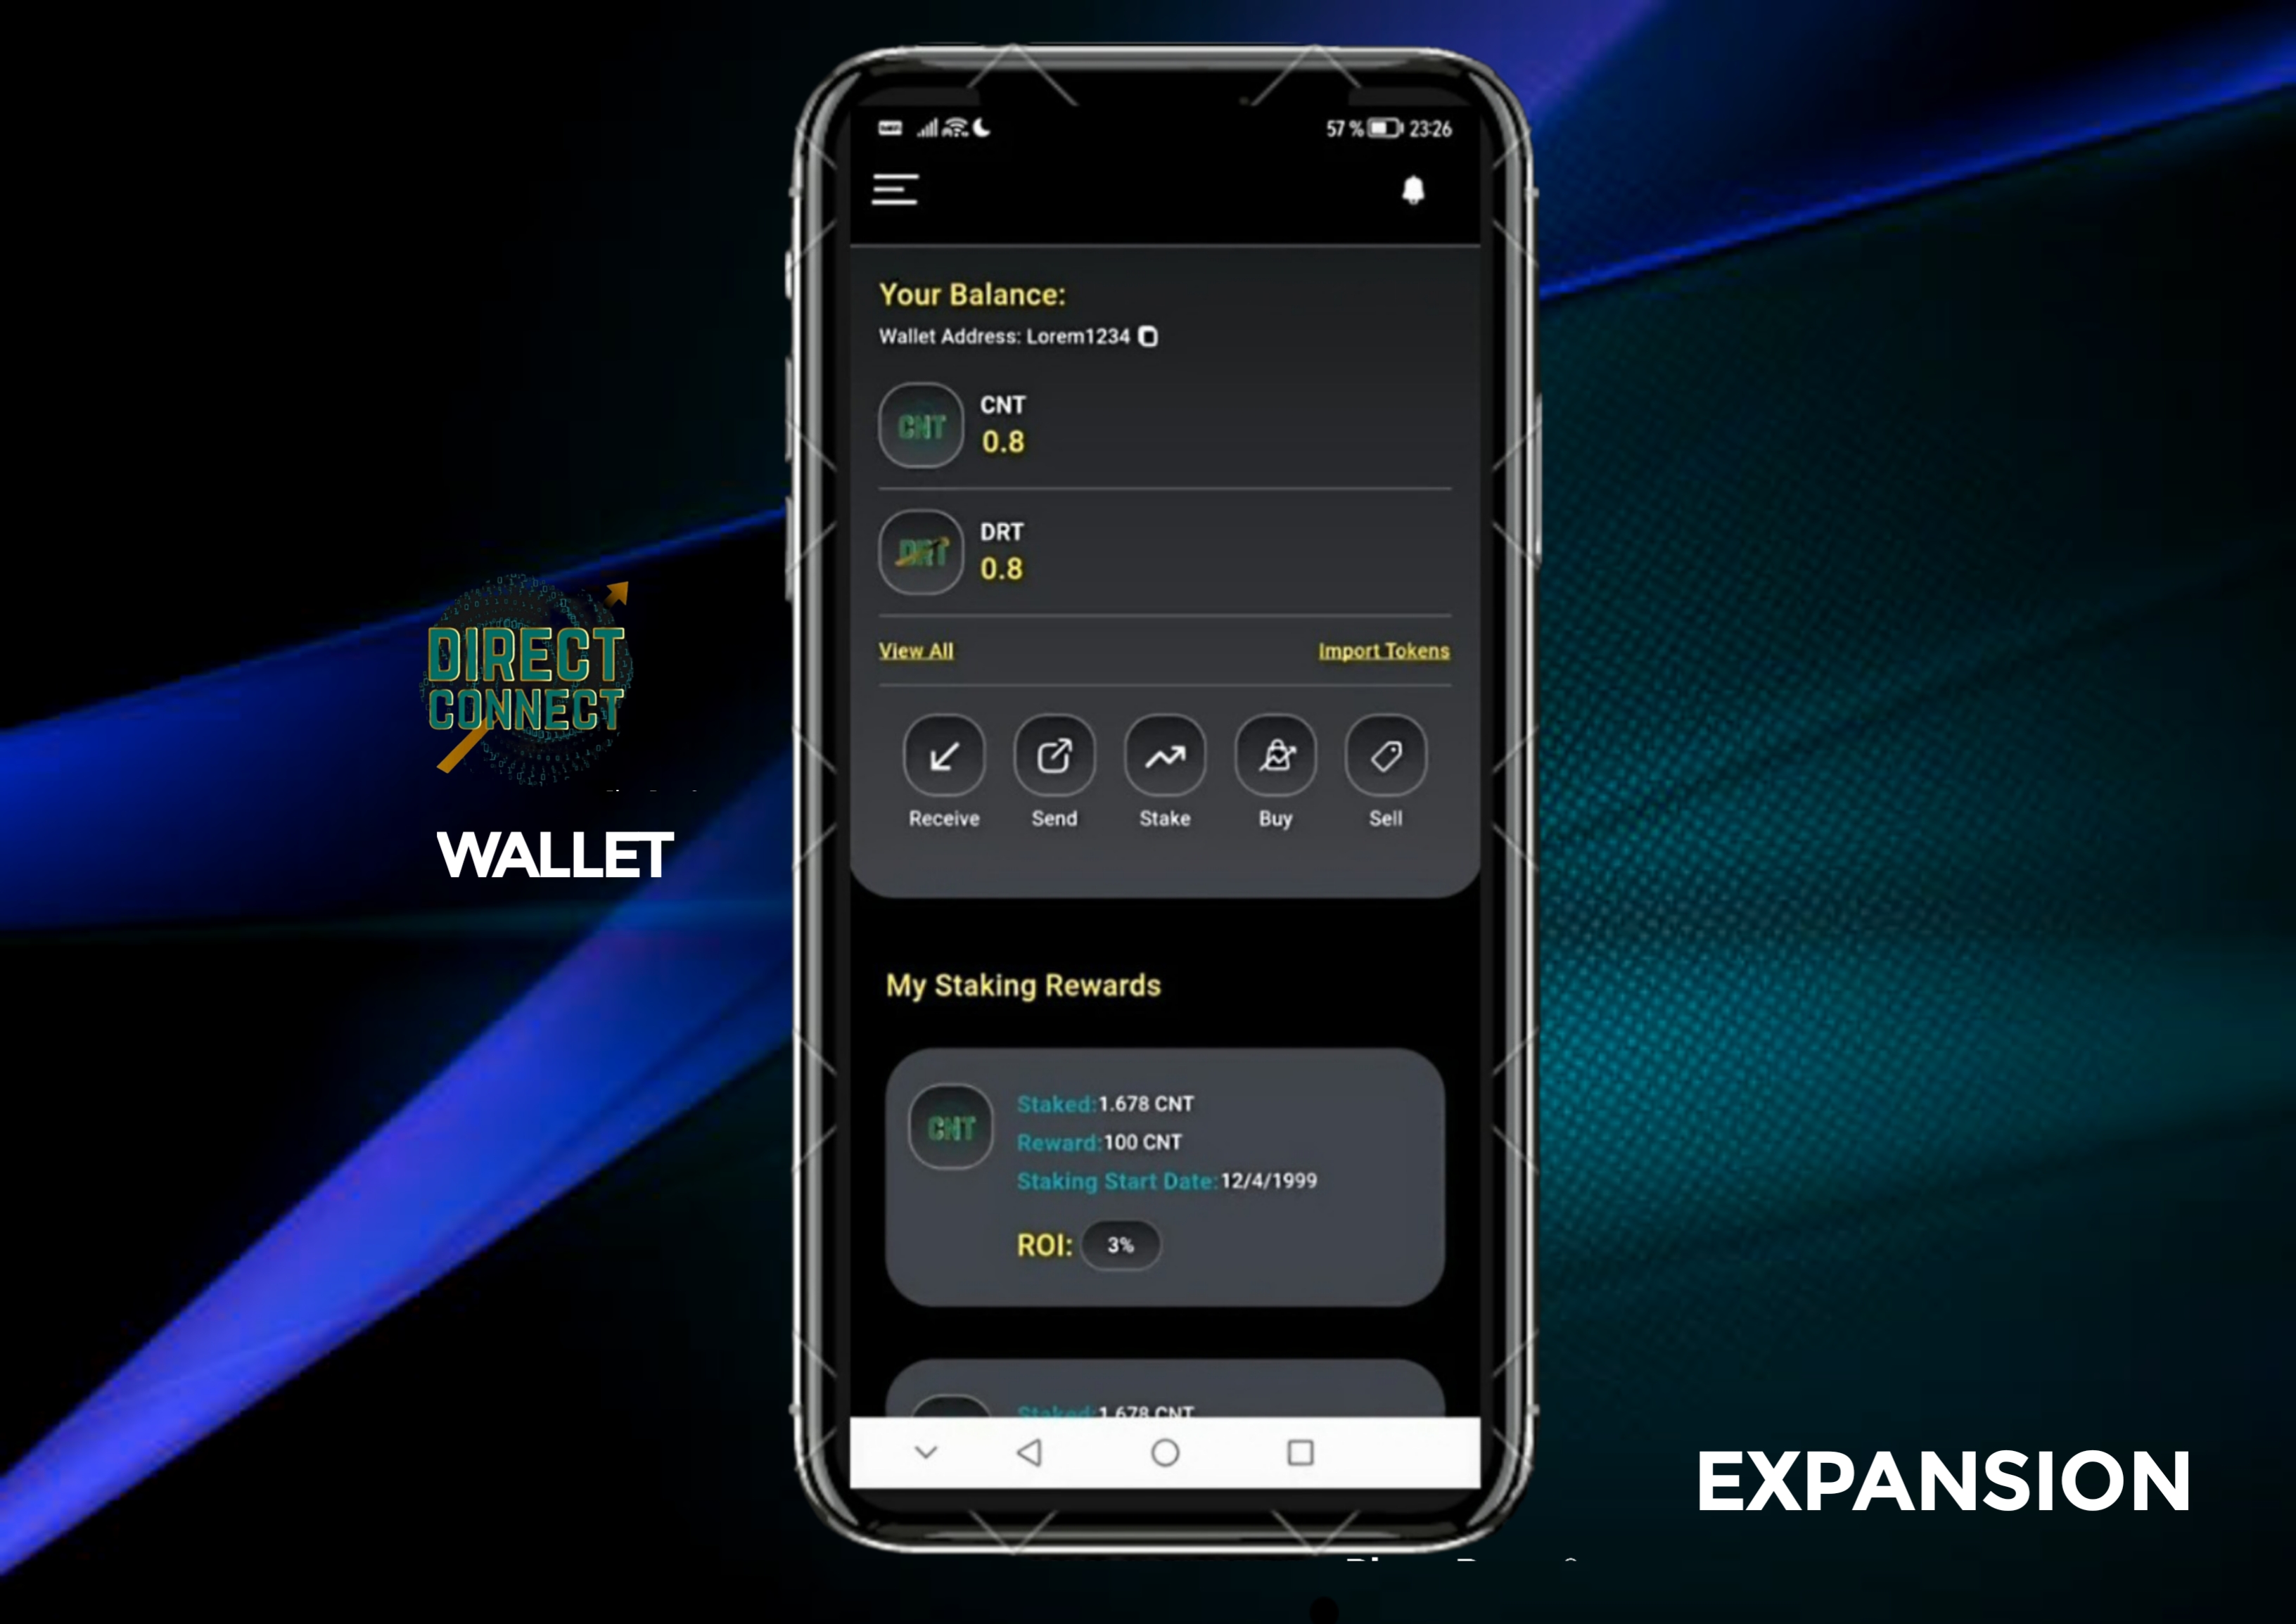 57 % 23:26
Your Balance:
Wallet Address: Lorem1234
CNT
CNT
0.8
DRT
DRT
0.8
View All
Import Tokens
Receive
Send
Stake
Buy
Sell
DIRECT
CONNECT
WALLET
My Staking Rewards
CNT
Staked:1.678 CNT
Reward:100 CNT
Staking Start Date:12/4/1999
ROI: 3%
Staked:1.678 CNT
EXPANSION